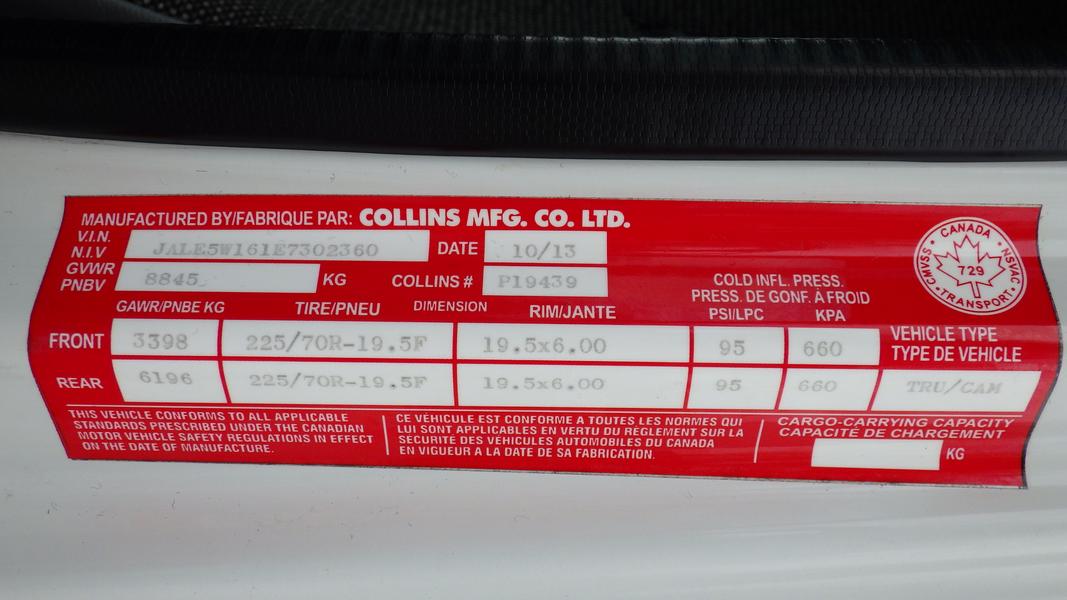 MANUFACTURED BY/FABRIQUE PAR: COLLINS MFG. CO. LTD.
V.I.N.
N.I.V
JALE5W161E7302360
DATE
10/13
GVWR
PNBV
8845
KG
COLLINS #
P19439
COLD INFL. PRESS.
PRESS. DE GONF. À FROID
GAWR/PNBE KG
TIRE/PNEU
DIMENSION
RIM/JANTE
PSI/LPC
KPA
FRONT
3398
225/70R-19.5F
19.5x6.00
95
660
VEHICLE TYPE
TYPE DE VEHICULE
REAR
6196
225/70R-19.5F
19.5x6.00
95
660
TRU/CAM
THIS VEHICLE CONFORMS TO ALL APPLICABLE
STANDARDS PRESCRIBED UNDER THE CANADIAN
MOTOR VEHICLE SAFETY REGULATIONS IN EFFECT
ON THE DATE OF MANUFACTURE.
CE VÉHICULE EST CONFORME A TOUTES LES NORMES QUI
LUI SONT APPLICABLES EN VERTU DU RÉGLEMENT SUR LA
SÉCURITÉ DES VÉHICULES AUTOMOBILES DU CANADA
EN VIGUEUR A LA DATE DE SA FABRICATION.
CARGO-CARRYING CAPACITY
CAPACITÉ DE CHARGEMENT
KG
CANADA
CMVSS
NSVAC
729
TRANSPORT